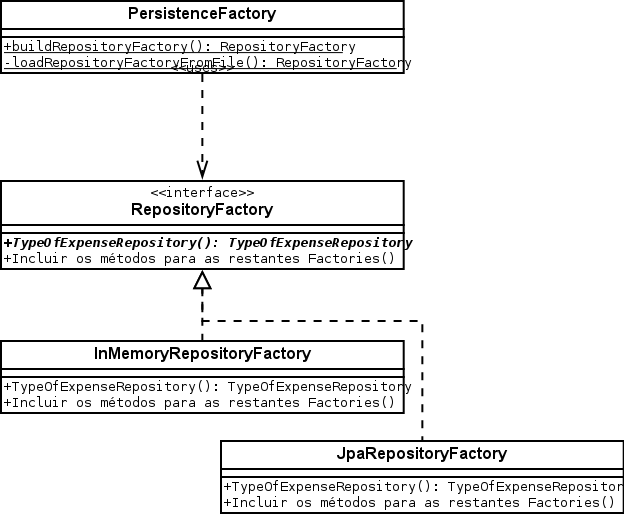 PersistenceFactory
+buildRepositoryFactory(): RepositoryFactory
-loadRepositoryFactoryFromFile(): RepositoryFactory
<<uses>>
<<interface>>
RepositoryFactory
+TypeOfExpenseRepository(): TypeOfExpenseRepository
+Incluir os métodos para as restantes Factories()
InMemoryRepositoryFactory
+TypeOfExpenseRepository(): TypeOfExpenseRepository
+Incluir os métodos para as restantes Factories()
JpaRepositoryFactory
+TypeOfExpenseRepository(): TypeOfExpenseRepositor
+Incluir os métodos para as restantes Factories()